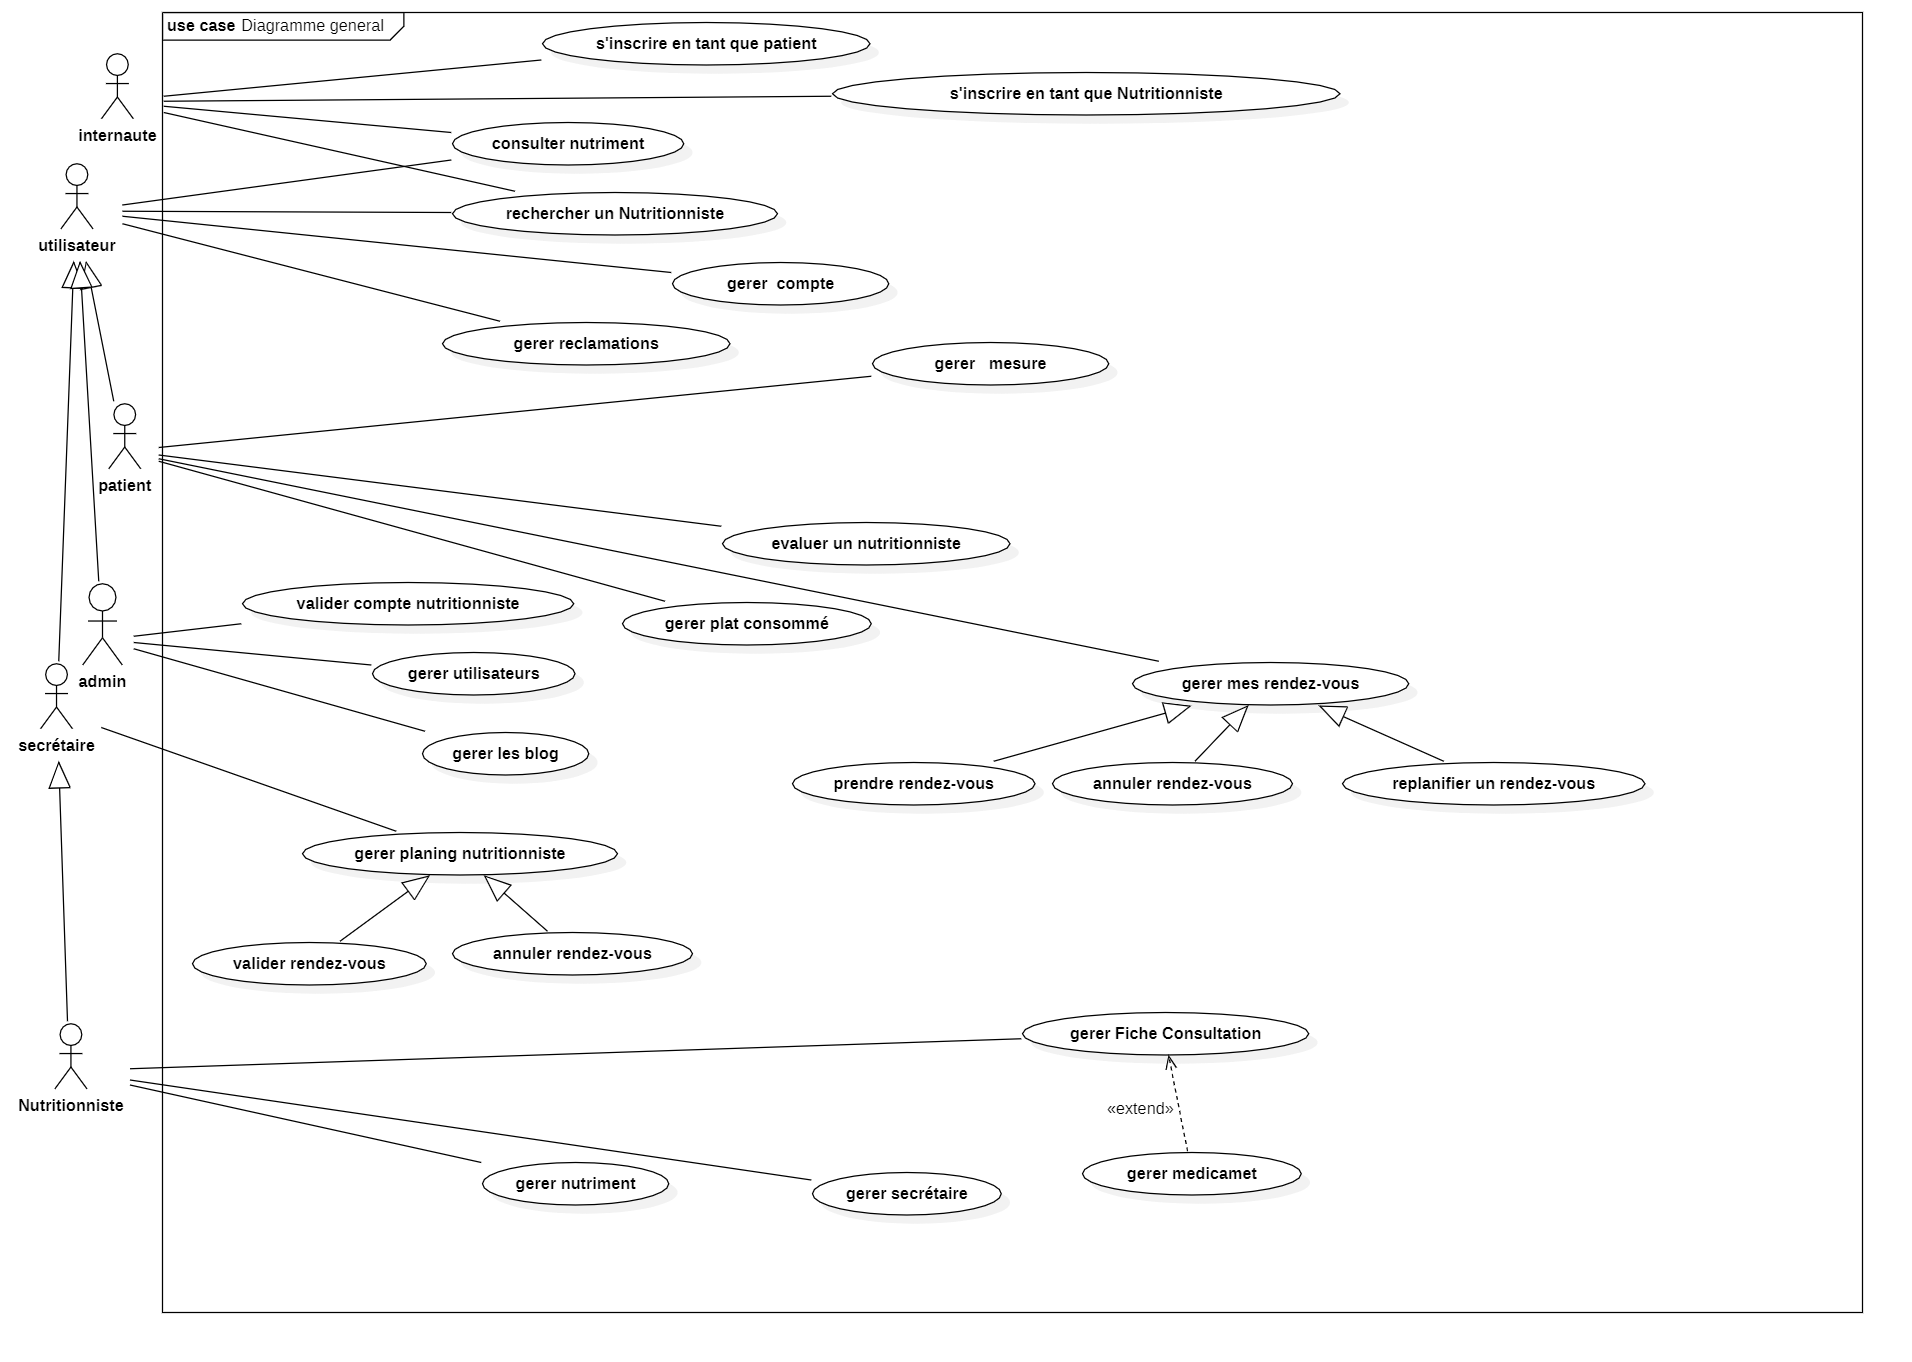 use case Diagramme general
s'inscrire en tant que patient
s'inscrire en tant que Nutritionniste
internaute
consulter nutriment
rechercher un Nutritionniste
utilisateur
gerer  compte
gerer reclamations
gerer   mesure
patient
evaluer un nutritionniste
valider compte nutritionniste
gerer plat consommé
gerer utilisateurs
admin
gerer mes rendez-vous
secrétaire
gerer les blog
prendre rendez-vous
annuler rendez-vous
replanifier un rendez-vous
gerer planing nutritionniste
valider rendez-vous
annuler rendez-vous
gerer Fiche Consultation
Nutritionniste
«extend»
gerer medicamet
gerer nutriment
gerer secrétaire